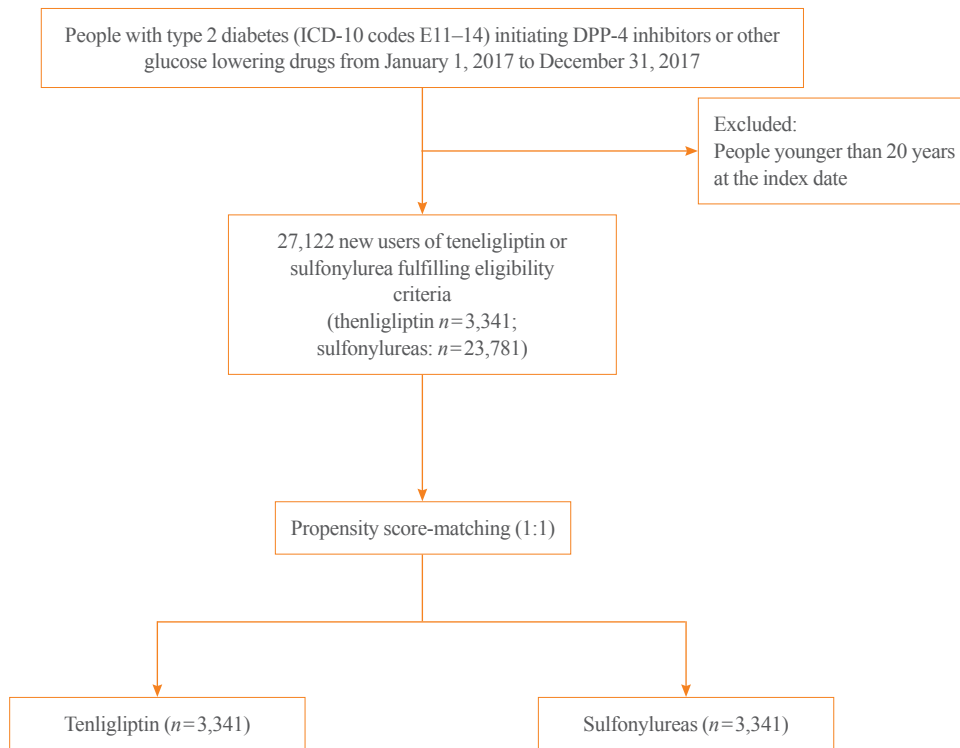 People with type 2 diabetes (ICD-10 codes E11–14) initiating DPP-4 inhibitors or other
glucose lowering drugs from January 1, 2017 to December 31, 2017
Excluded:
People younger than 20 years
at the index date
27,122 new users of teneligliptin or
sulfonylurea fulfilling eligibility
criteria
(thenligliptin n=3,341;
sulfonylureas: n=23,781)
Propensity score-matching (1:1)
Tenligliptin (n=3,341)
Sulfonylureas (n=3,341)